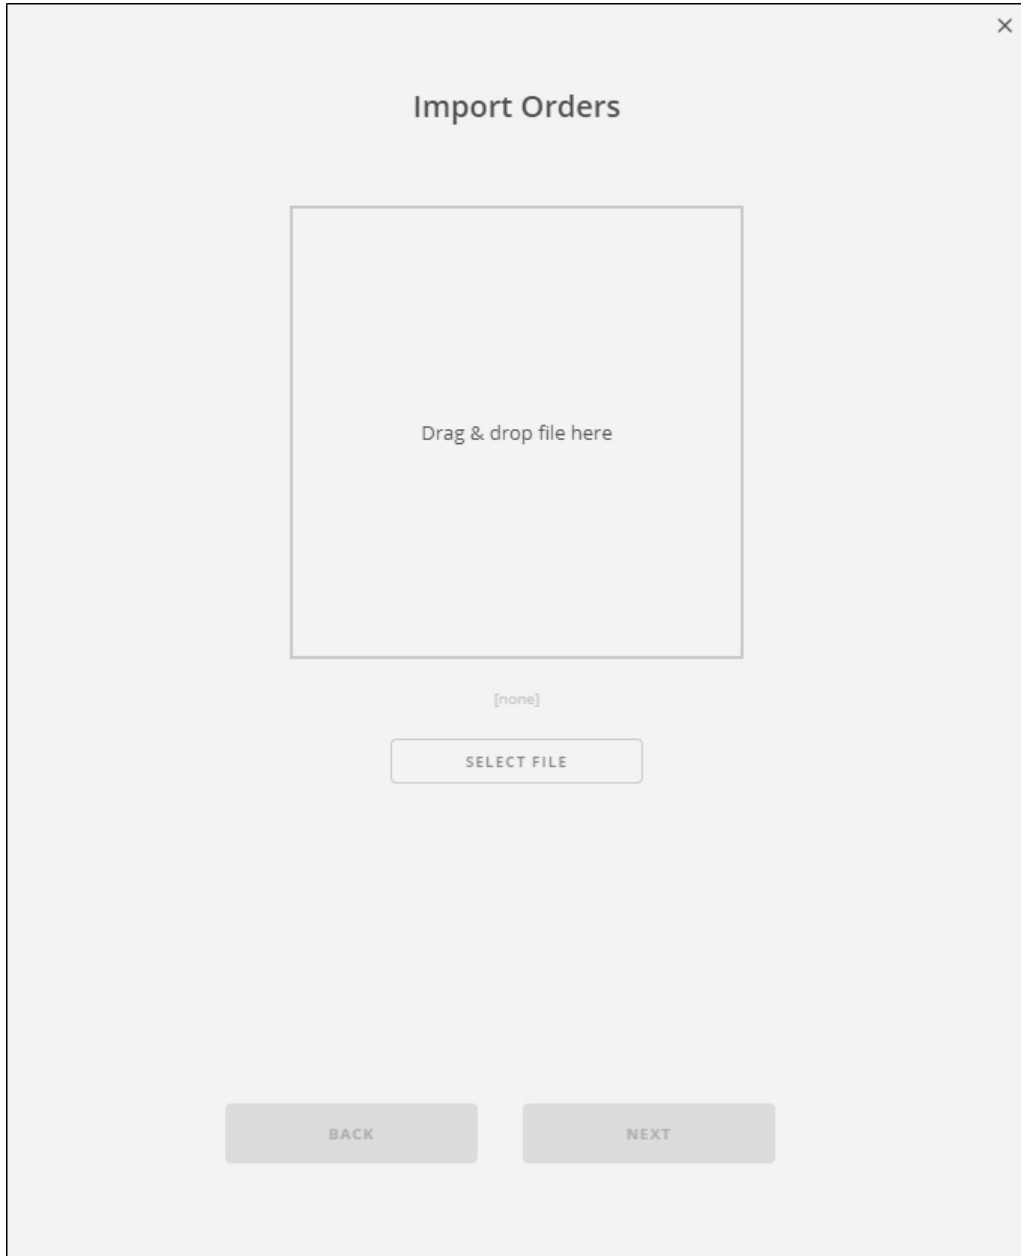 Import Orders
Drag & drop file here
[none]
SELECT FILE
BACK
NEXT